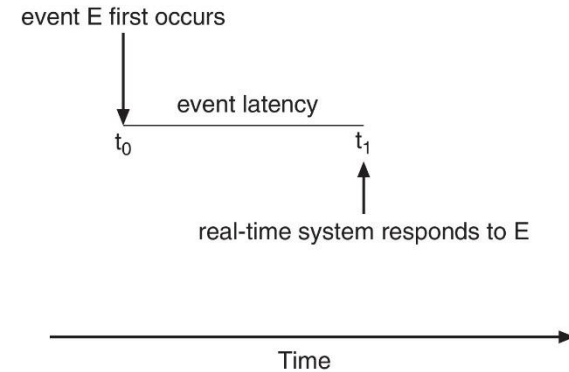 event E first occurs
event latency
t₀
t₁
real-time system responds to E
Time